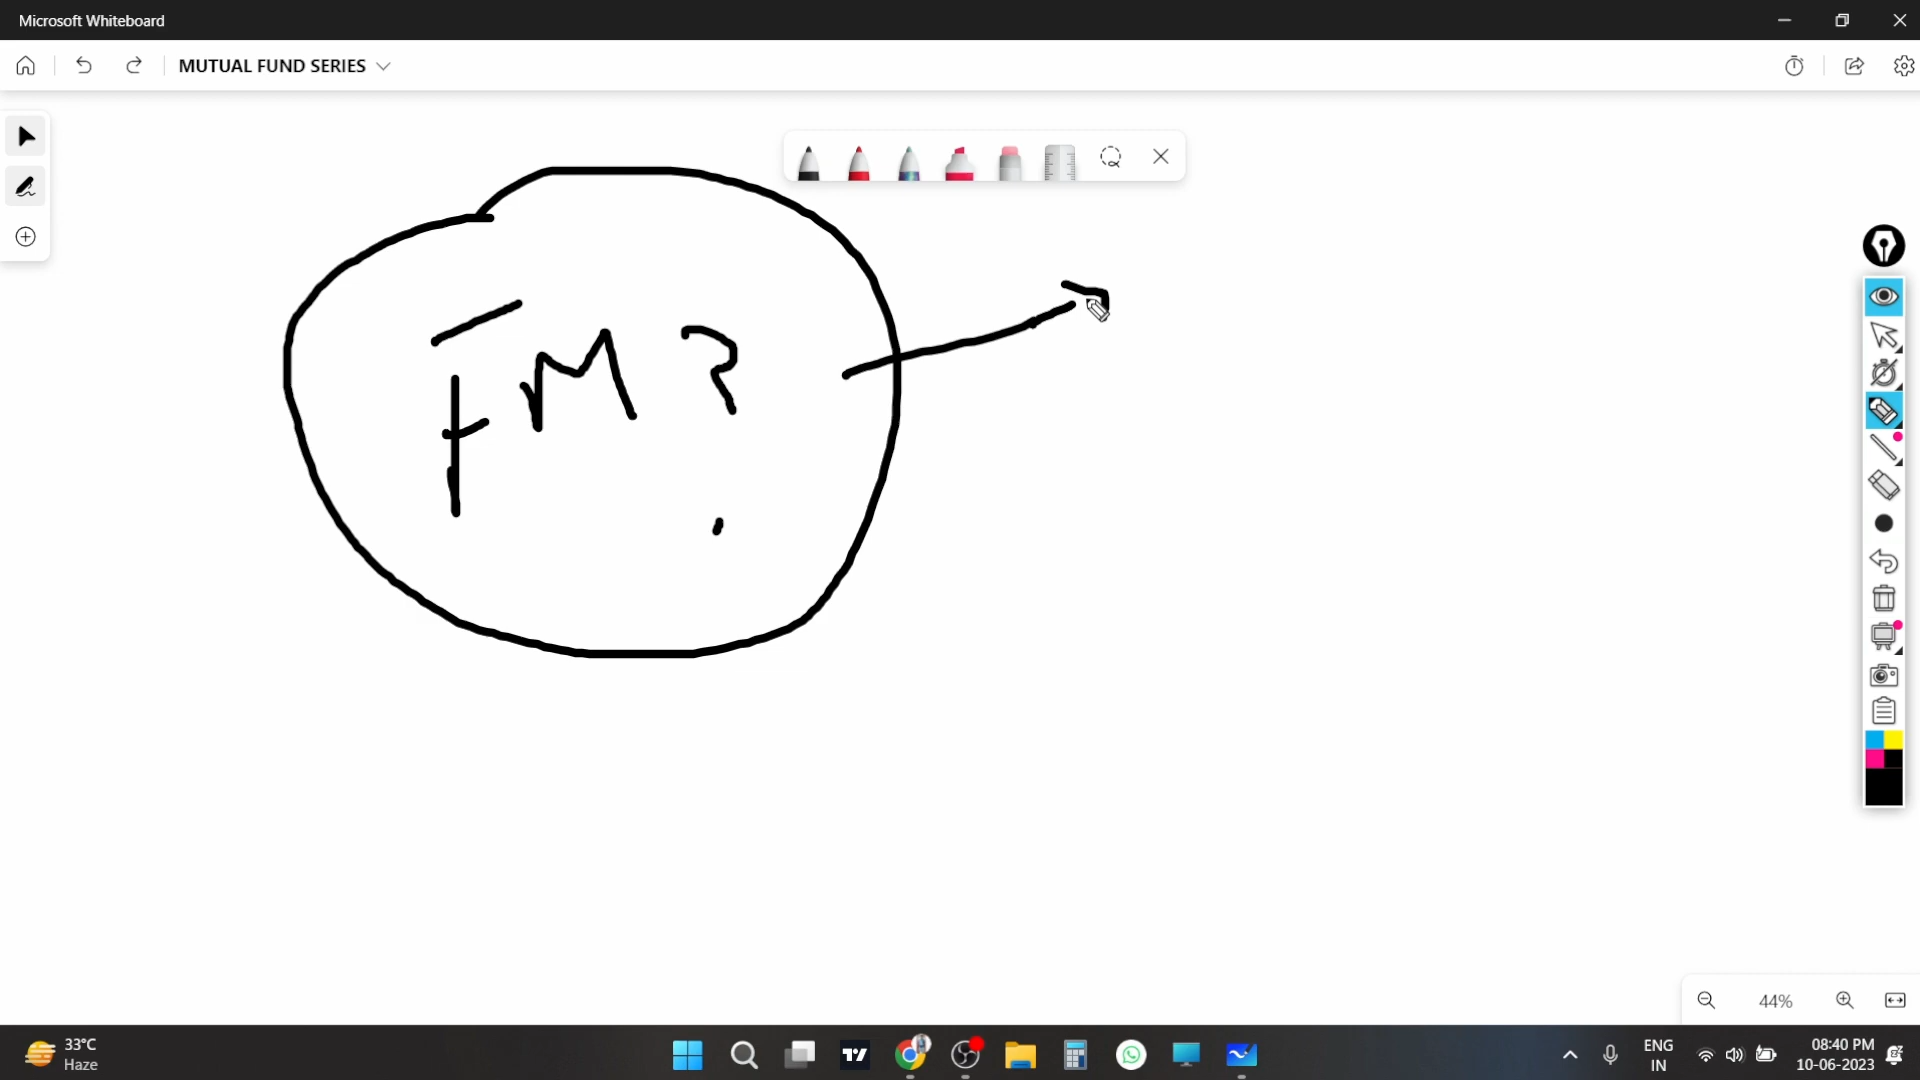 Microsoft Whiteboard
MUTUAL FUND SERIES
FM?
44%
33°C
Haze
ENG
IN
08:40 PM
10-06-2023